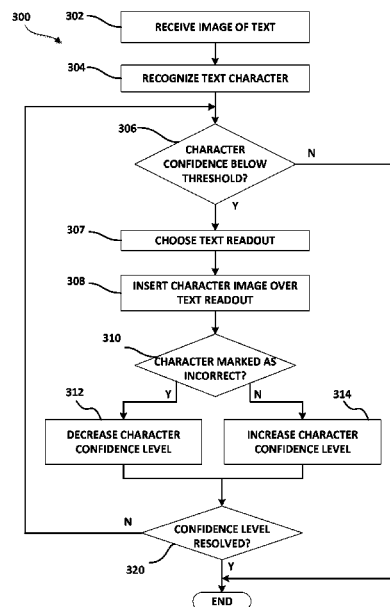 300
302
RECEIVE IMAGE OF TEXT
304
RECOGNIZE TEXT CHARACTER
306
CHARACTER
CONFIDENCE BELOW
THRESHOLD?
N
Y
307
CHOOSE TEXT READOUT
308
INSERT CHARACTER IMAGE OVER
TEXT READOUT
310
CHARACTER MARKED AS
INCORRECT?
312
Y
N
314
DECREASE CHARACTER
CONFIDENCE LEVEL
INCREASE CHARACTER
CONFIDENCE LEVEL
N
CONFIDENCE LEVEL
RESOLVED?
320
Y
END